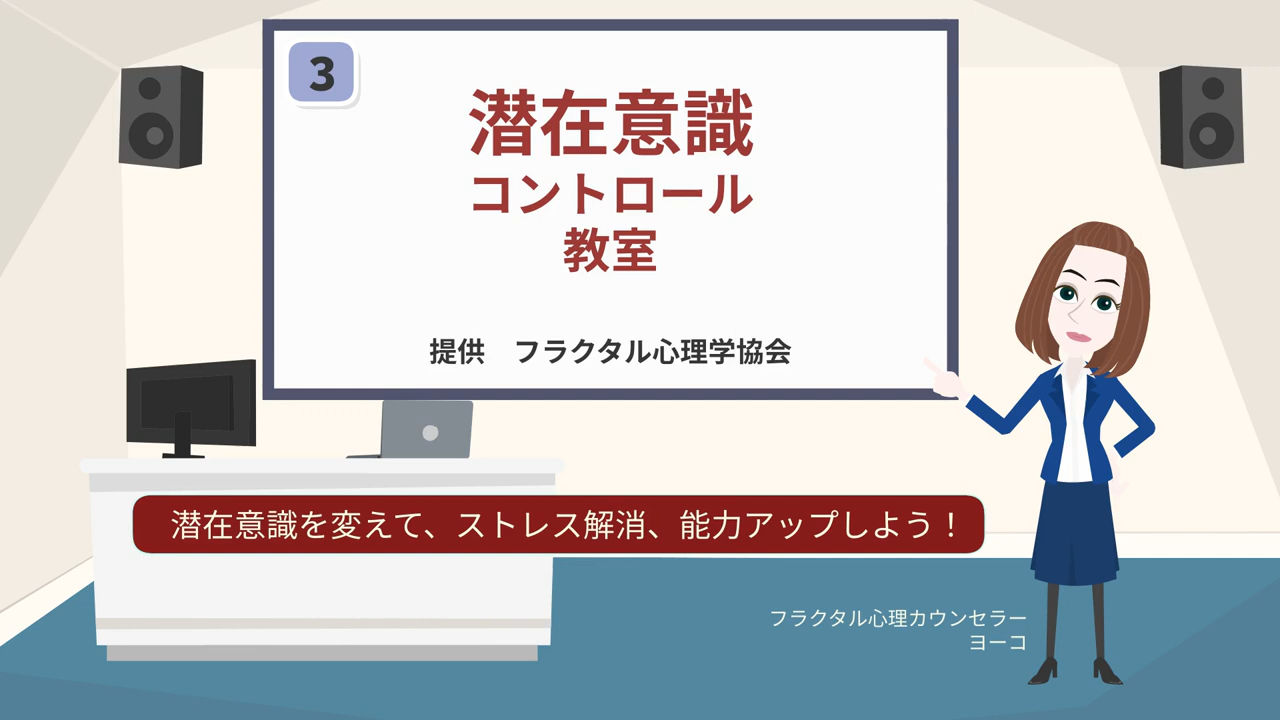 3
潜在意識
コントロール
教室
提供　フラクタル心理学協会
潜在意識を変えて、ストレス解消、能力アップしよう！
フラクタル心理カウンセラー
ヨーコ